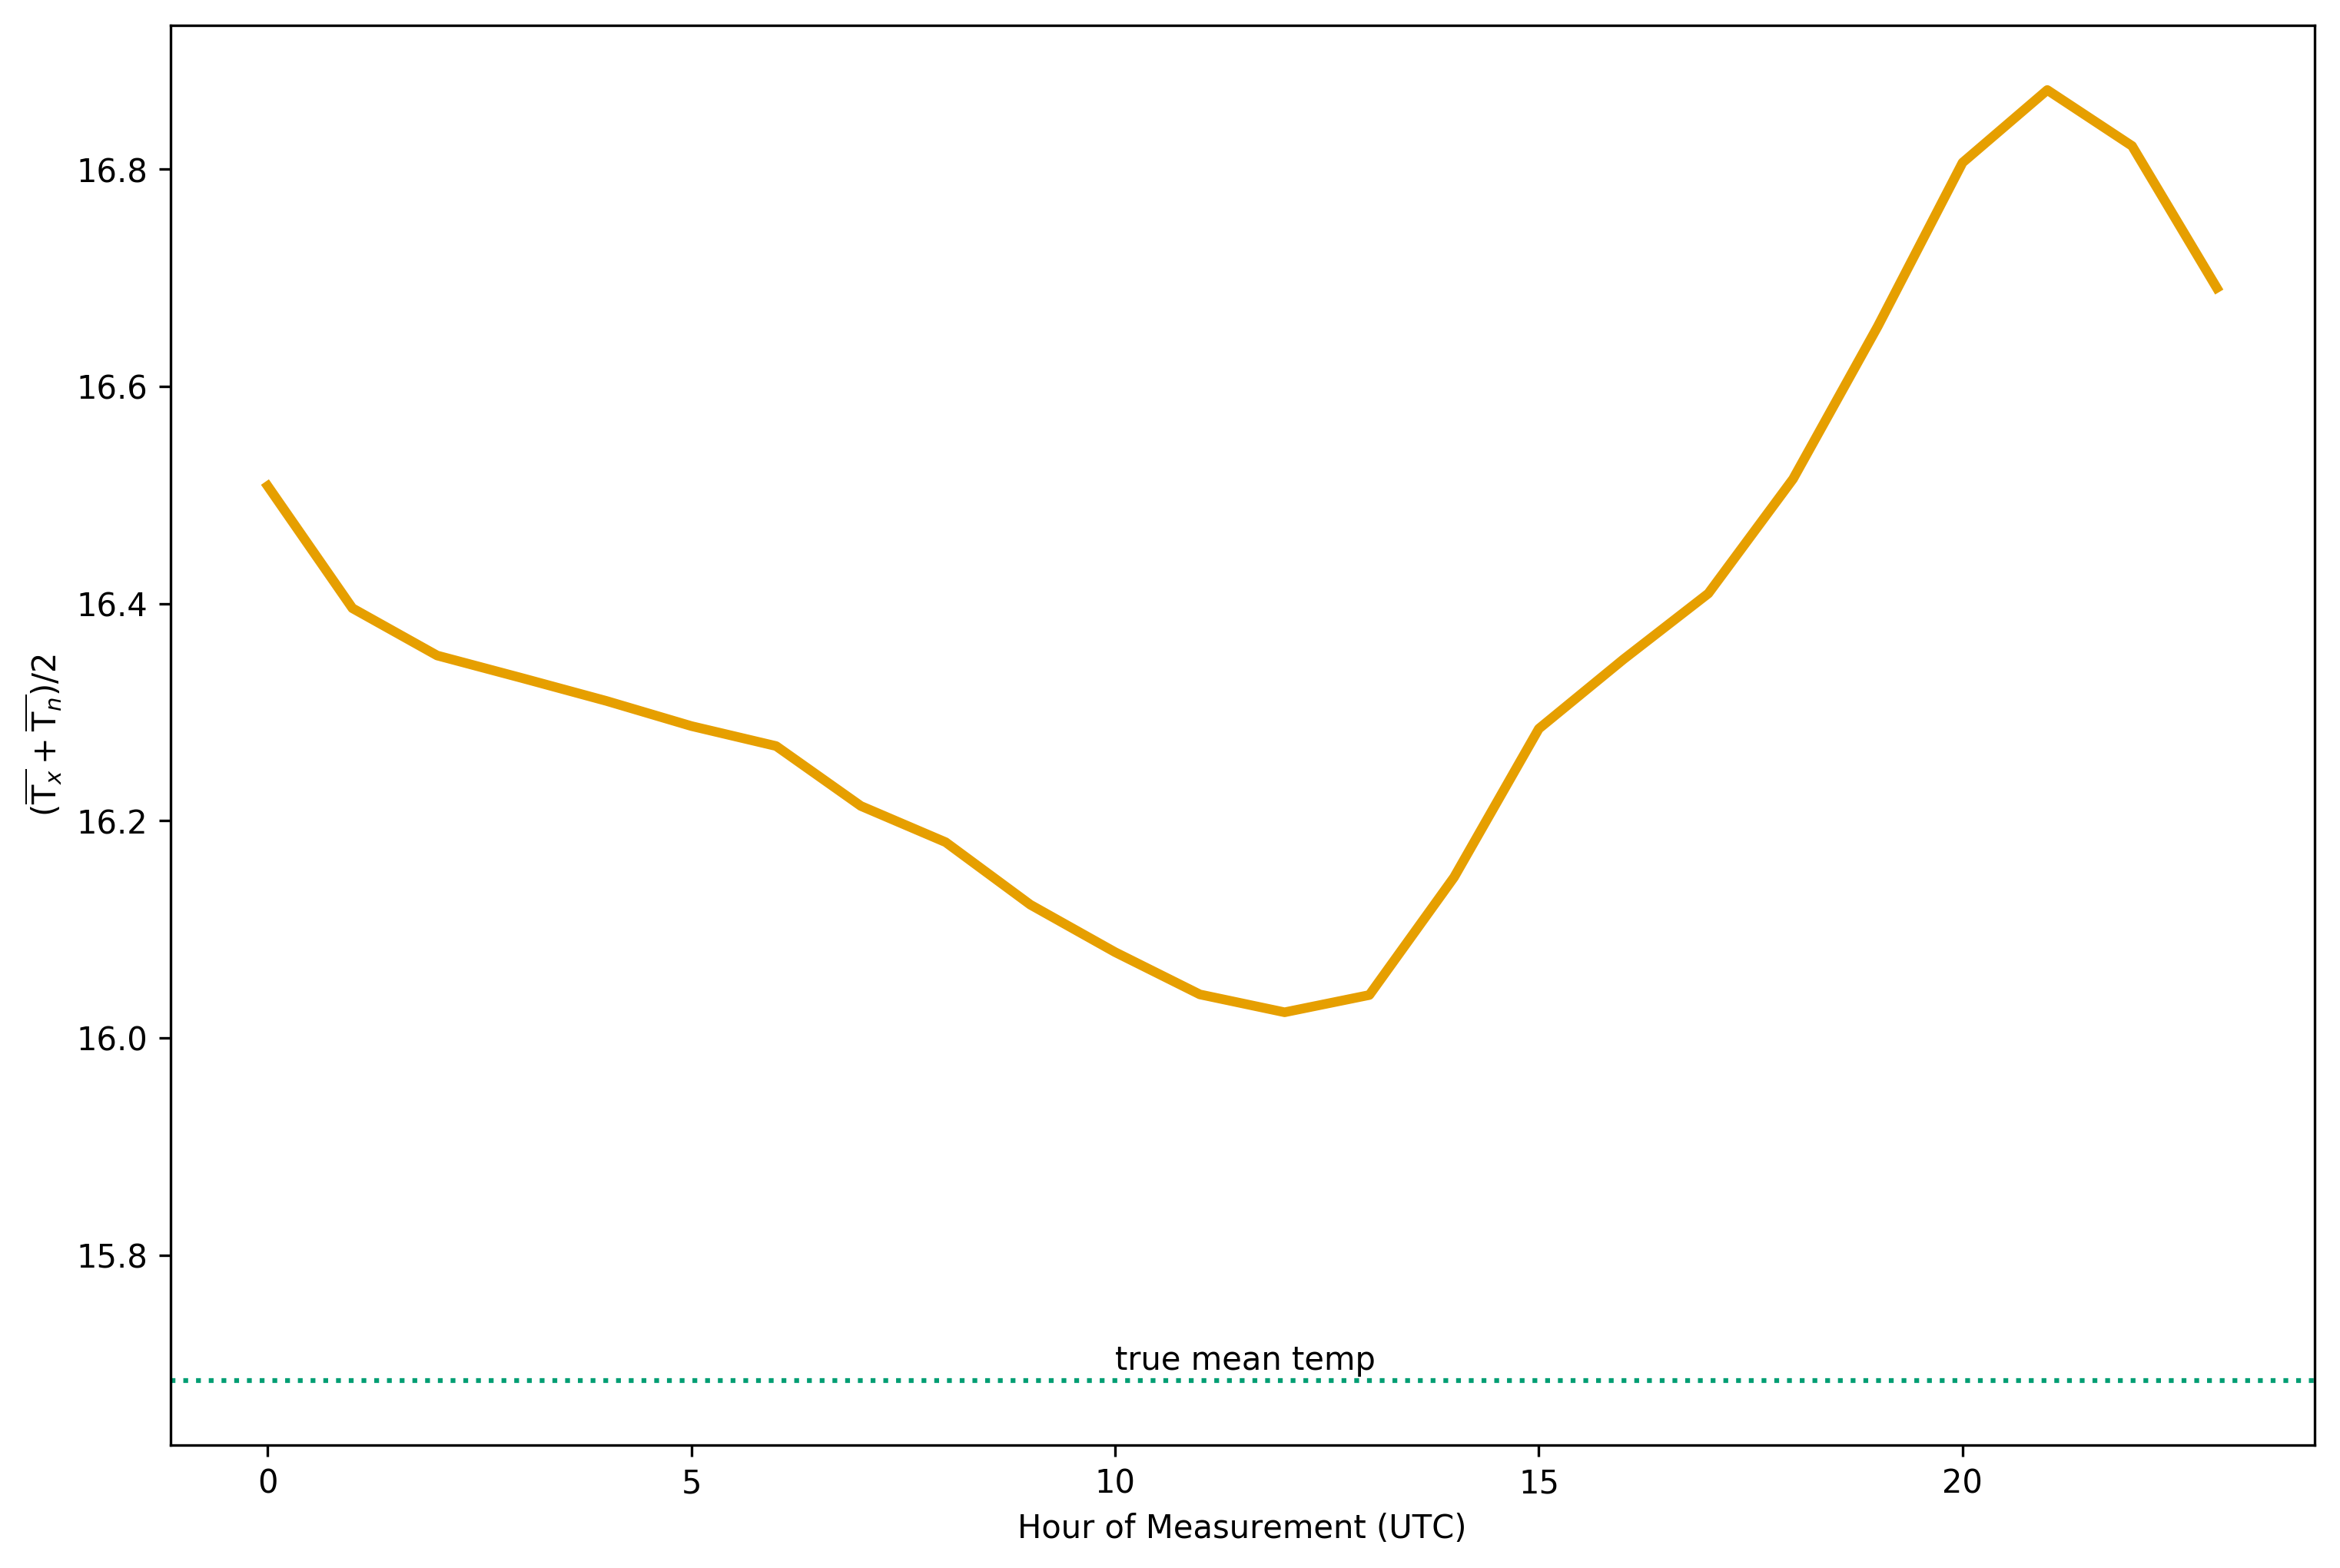 16.8
16.6
16.4
16.2
16.0
15.8
(T̅ₓ + T̅ₙ)/2
true mean temp
0 5 10 15 20
Hour of Measurement (UTC)